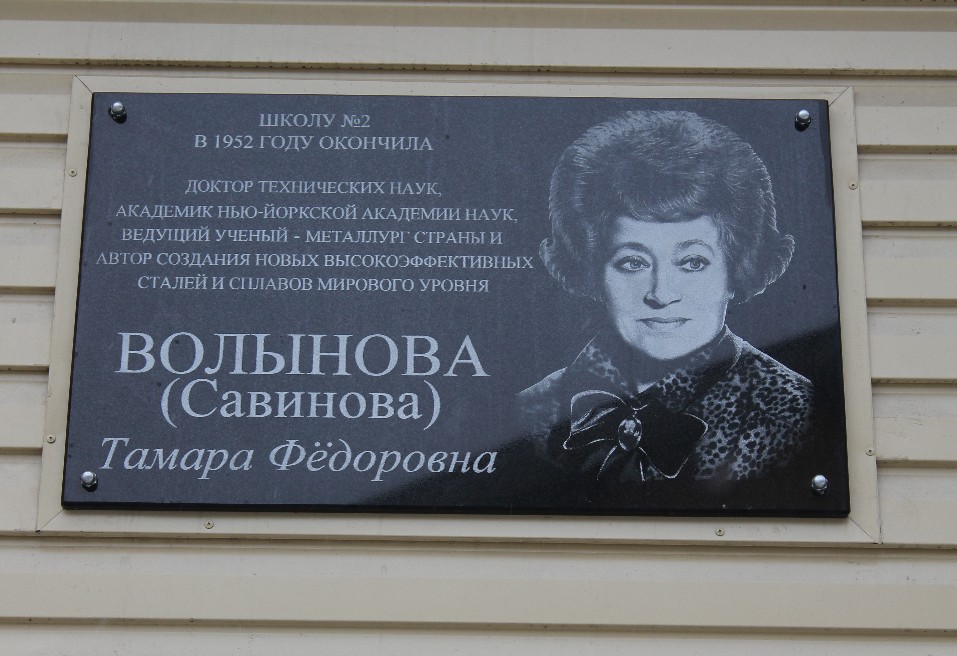 ШКОЛУ №2
В 1952 ГОДУ ОКОНЧИЛА
ДОКТОР ТЕХНИЧЕСКИХ НАУК,
АКАДЕМИК НЬЮ-ЙОРКСКОЙ АКАДЕМИИ НАУК,
ВЕДУЩИЙ УЧЕНЫЙ - МЕТАЛЛУРГ СТРАНЫ И
АВТОР СОЗДАНИЯ НОВЫХ ВЫСОКОЭФФЕКТИВНЫХ
СТАЛЕЙ И СПЛАВОВ МИРОВОГО УРОВНЯ
ВОЛЫНОВА
(Савинова)
Тамара Фёдоровна